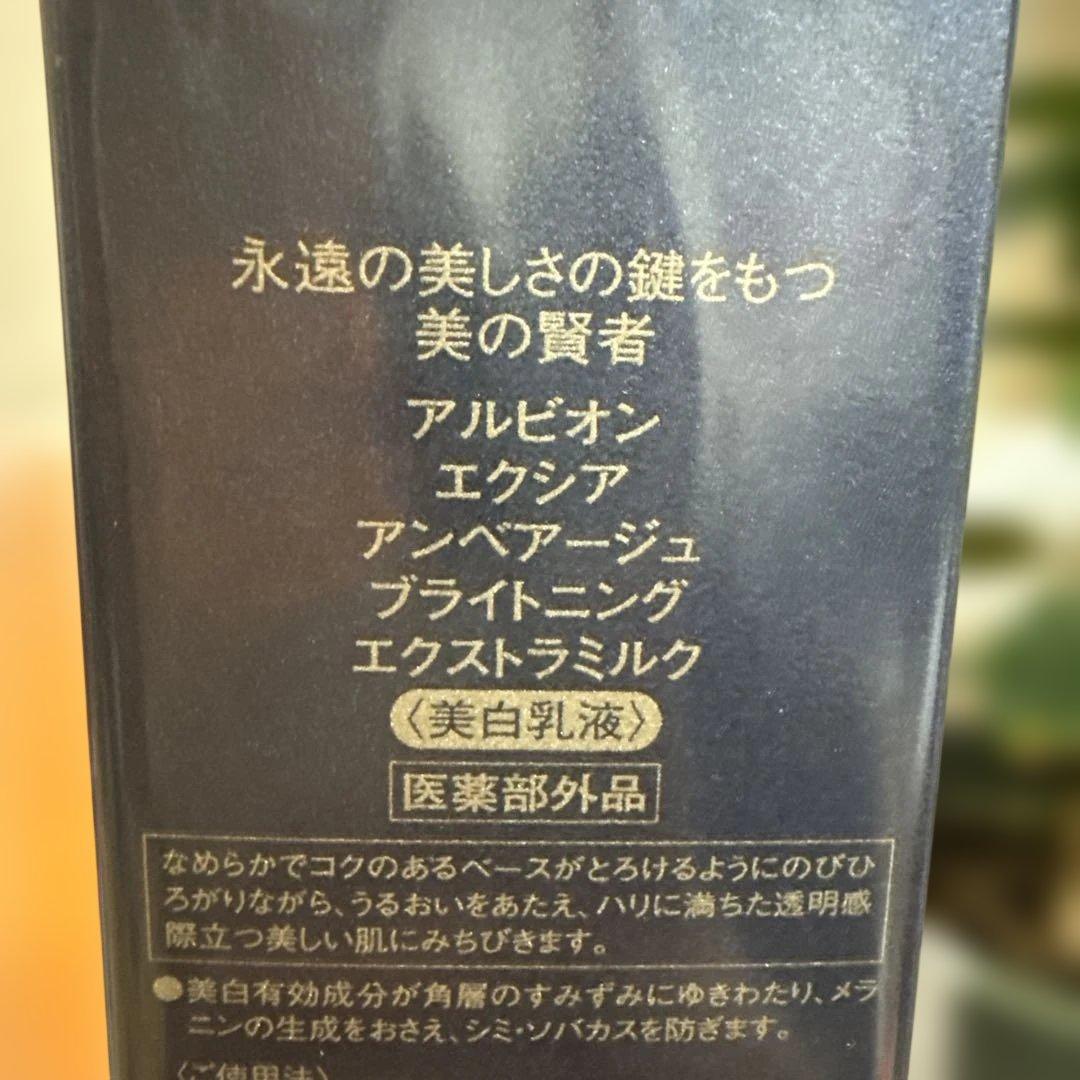 永遠の美しさの鍵をもつ
美の賢者
アルビオン
エクシア
アンベアージュ
ブライトニング
エクストラミルク
〈美白乳液〉
医薬部外品
なめらかでコクのあるベースがとろけるようにのびひ
ろがりながら、うるおいをあたえ、ハリに満ちた透明感
際立つ美しい肌にみちびきます。
●美白有効成分が角層のすみずみにゆきわたり、メラ
ニンの生成をおさえ、シミ・ソバカスを防ぎます。
〈ご使用法〉